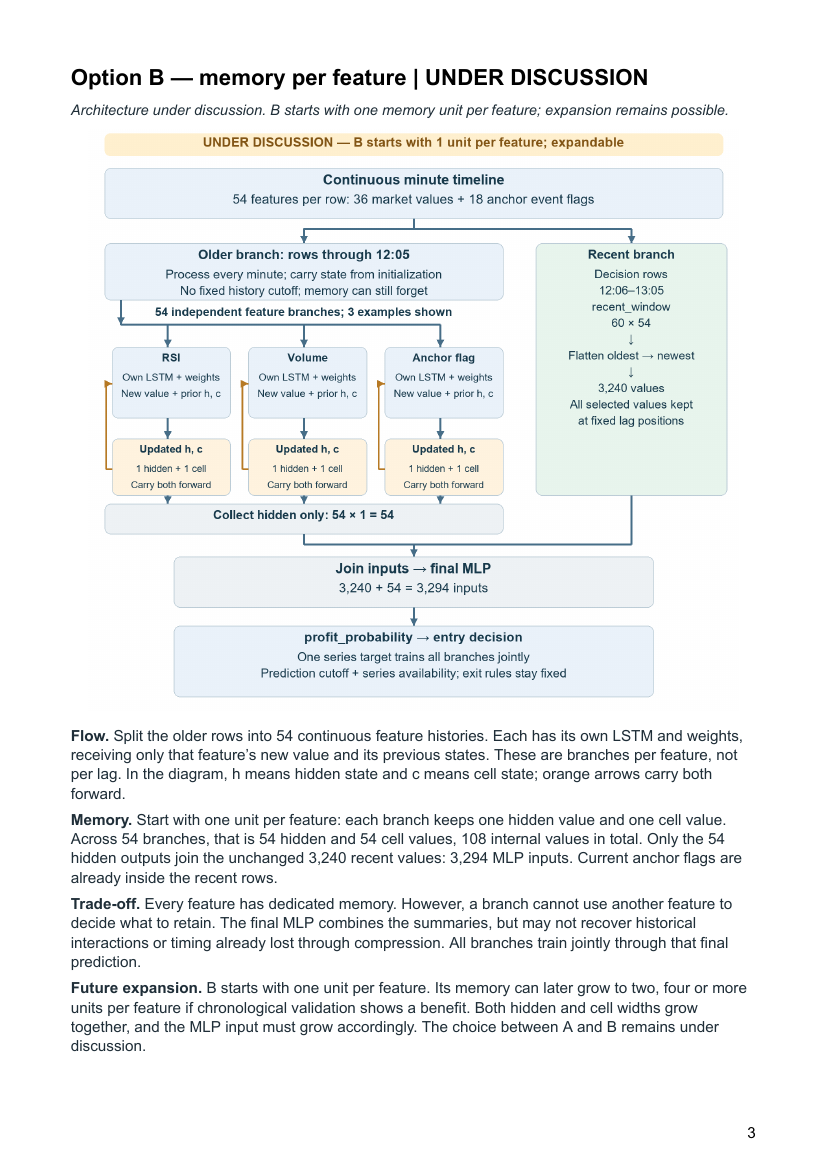 Option B — memory per feature | UNDER DISCUSSION
Architecture under discussion. B starts with one memory unit per feature; expansion remains possible.
UNDER DISCUSSION — B starts with 1 unit per feature; expandable
Continuous minute timeline
54 features per row: 36 market values + 18 anchor event flags
Older branch: rows through 12:05
Process every minute; carry state from initialization
No fixed history cutoff; memory can still forget
54 independent feature branches; 3 examples shown
RSI
Own LSTM + weights
New value + prior h, c
Updated h, c
1 hidden + 1 cell
Carry both forward
Volume
Own LSTM + weights
New value + prior h, c
Updated h, c
1 hidden + 1 cell
Carry both forward
Anchor flag
Own LSTM + weights
New value + prior h, c
Updated h, c
1 hidden + 1 cell
Carry both forward
Collect hidden only: 54 × 1 = 54
Recent branch
Decision rows
12:06–13:05
recent_window
60 × 54
↓
Flatten oldest → newest
↓
3,240 values
All selected values kept
at fixed lag positions
Join inputs → final MLP
3,240 + 54 = 3,294 inputs
profit_probability → entry decision
One series target trains all branches jointly
Prediction cutoff + series availability; exit rules stay fixed
Flow. Split the older rows into 54 continuous feature histories. Each has its own LSTM and weights,
receiving only that feature’s new value and its previous states. These are branches per feature, not
per lag. In the diagram, h means hidden state and c means cell state; orange arrows carry both
forward.
Memory. Start with one unit per feature: each branch keeps one hidden value and one cell value.
Across 54 branches, that is 54 hidden and 54 cell values, 108 internal values in total. Only the 54
hidden outputs join the unchanged 3,240 recent values: 3,294 MLP inputs. Current anchor flags are
already inside the recent rows.
Trade-off. Every feature has dedicated memory. However, a branch cannot use another feature to
decide what to retain. The final MLP combines the summaries, but may not recover historical
interactions or timing already lost through compression. All branches train jointly through that final
prediction.
Future expansion. B starts with one unit per feature. Its memory can later grow to two, four or more
units per feature if chronological validation shows a benefit. Both hidden and cell widths grow
together, and the MLP input must grow accordingly. The choice between A and B remains under
discussion.
3